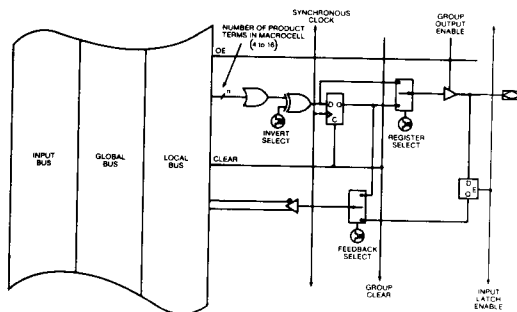 SYNCHRONOUS
CLOCK
GROUP
OUTPUT
ENABLE
NUMBER OF PRODUCT
TERMS IN MACROCELL
(4 to 16)
OE
n
INVERT
SELECT
D Q
C
REGISTER
SELECT
INPUT
BUS
GLOBAL
BUS
LOCAL
BUS
CLEAR
D
Q E
FEEDBACK
SELECT
GROUP
CLEAR
INPUT
LATCH
ENABLE